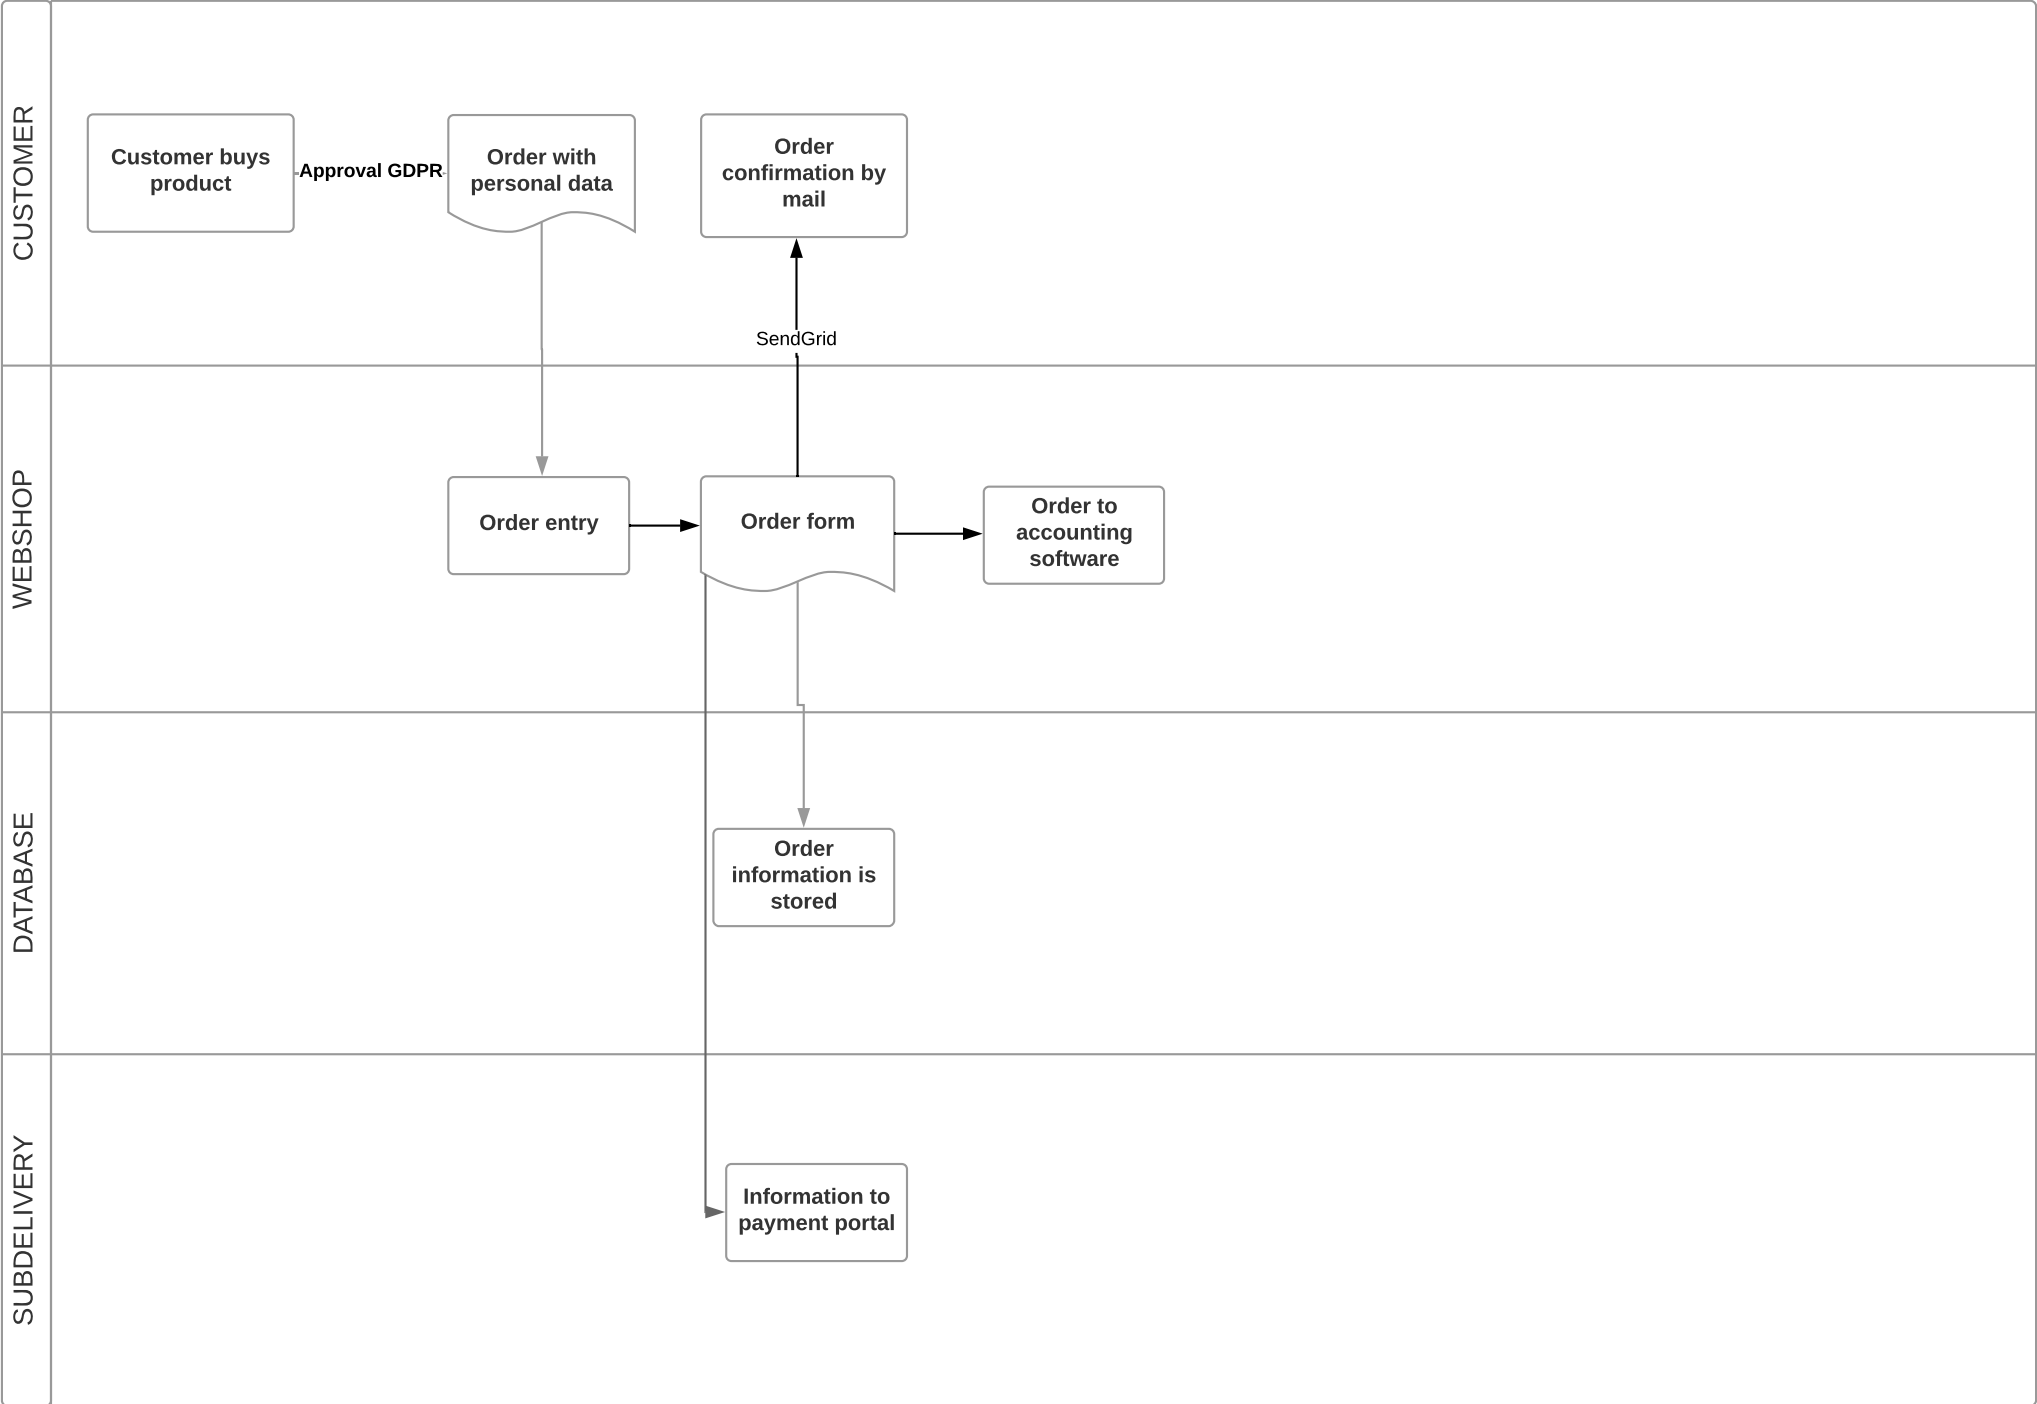 CUSTOMER
Customer buys
product
Approval GDPR
Order with
personal data
Order
confirmation by
mail
SendGrid
WEBSHOP
Order entry
Order form
Order to
accounting
software
DATABASE
Order
information is
stored
SUBDELIVERY
Information to
payment portal